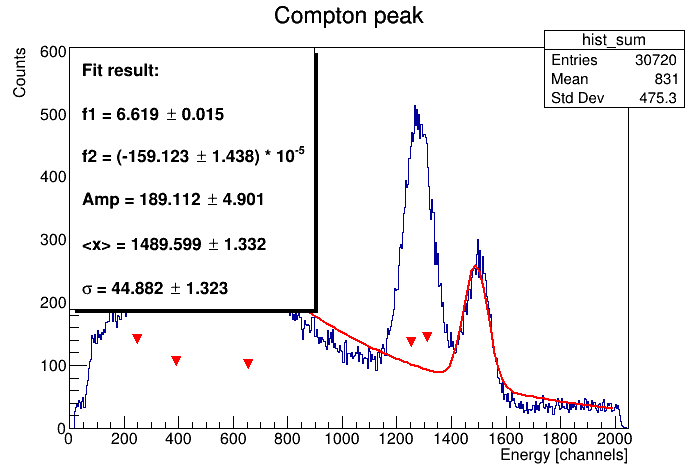 Compton peak
hist_sum
Entries 30720
Mean 831
Std Dev 475.3
Counts
600
500
400
300
200
100
0
Fit result:
f1 = 6.619 ± 0.015
f2 = (-159.123 ± 1.438) * 10⁻⁵
Amp = 189.112 ± 4.901
<x> = 1489.599 ± 1.332
σ = 44.882 ± 1.323
0 200 400 600 800 1000 1200 1400 1600 1800 2000
Energy [channels]